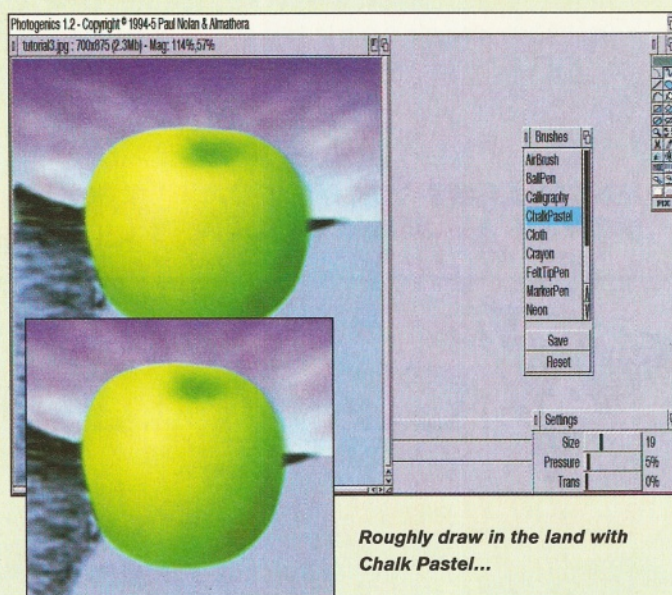 Photogenics 1.2 - Copyright © 1994-5 Paul Nolan & Almathera
tutorial3.jpg : 700x875 (2.3Mb) - Mag: 114%,57%
Brushes
AirBrush
BallPen
Calligraphy
ChalkPastel
Cloth
Crayon
FeltTipPen
MarkerPen
Neon
Save
Reset
FIX
Settings
Size 19
Pressure 5%
Trans 0%
Roughly draw in the land with
Chalk Pastel...